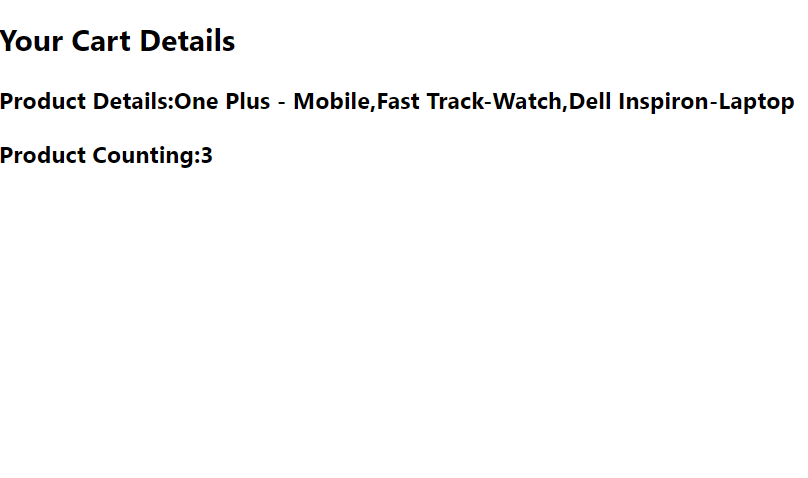 Your Cart Details
Product Details:One Plus - Mobile,Fast Track-Watch,Dell Inspiron-Laptop
Product Counting:3